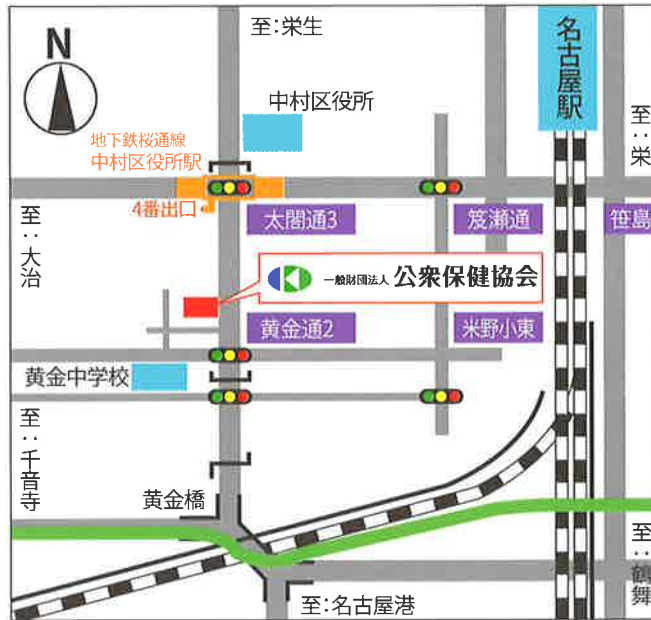 N
至:栄生
中村区役所
名古屋駅
至:栄
地下鉄桜通線
中村区役所駅
4番出口
太閤通3
笈瀬通
笹島
至:大治
一般財団法人 公衆保健協会
黄金通2
米野小東
黄金中学校
至:千音寺
黄金橋
至:鶴舞
至:名古屋港